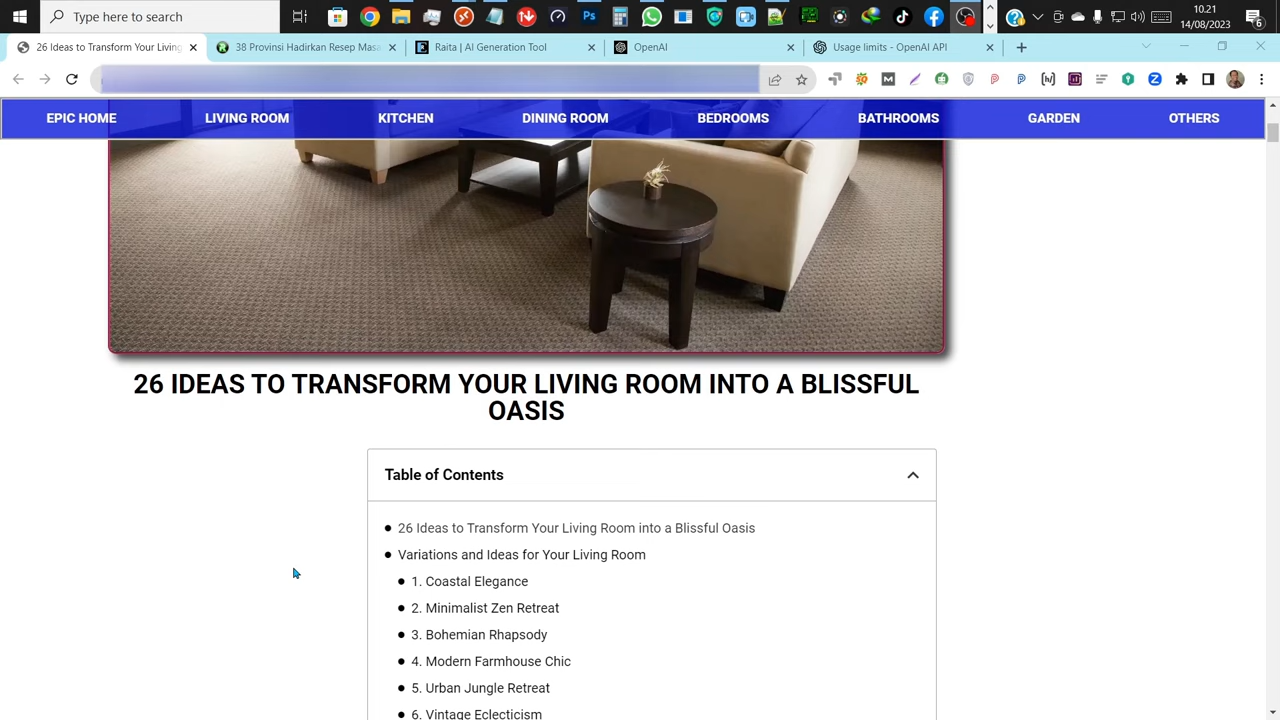 Type here to search
10.21
14/08/2023
6
26 Ideas to Transform Your Living
38 Provinsi Hadirkan Resep Masa
Raita | AI Generation Tool
OpenAI
Usage limits - OpenAI API
EPIC HOME
LIVING ROOM
KITCHEN
DINING ROOM
BEDROOMS
BATHROOMS
GARDEN
OTHERS
26 IDEAS TO TRANSFORM YOUR LIVING ROOM INTO A BLISSFUL
OASIS
Table of Contents
26 Ideas to Transform Your Living Room into a Blissful Oasis
Variations and Ideas for Your Living Room
1. Coastal Elegance
2. Minimalist Zen Retreat
3. Bohemian Rhapsody
4. Modern Farmhouse Chic
5. Urban Jungle Retreat
6. Vintage Eclecticism